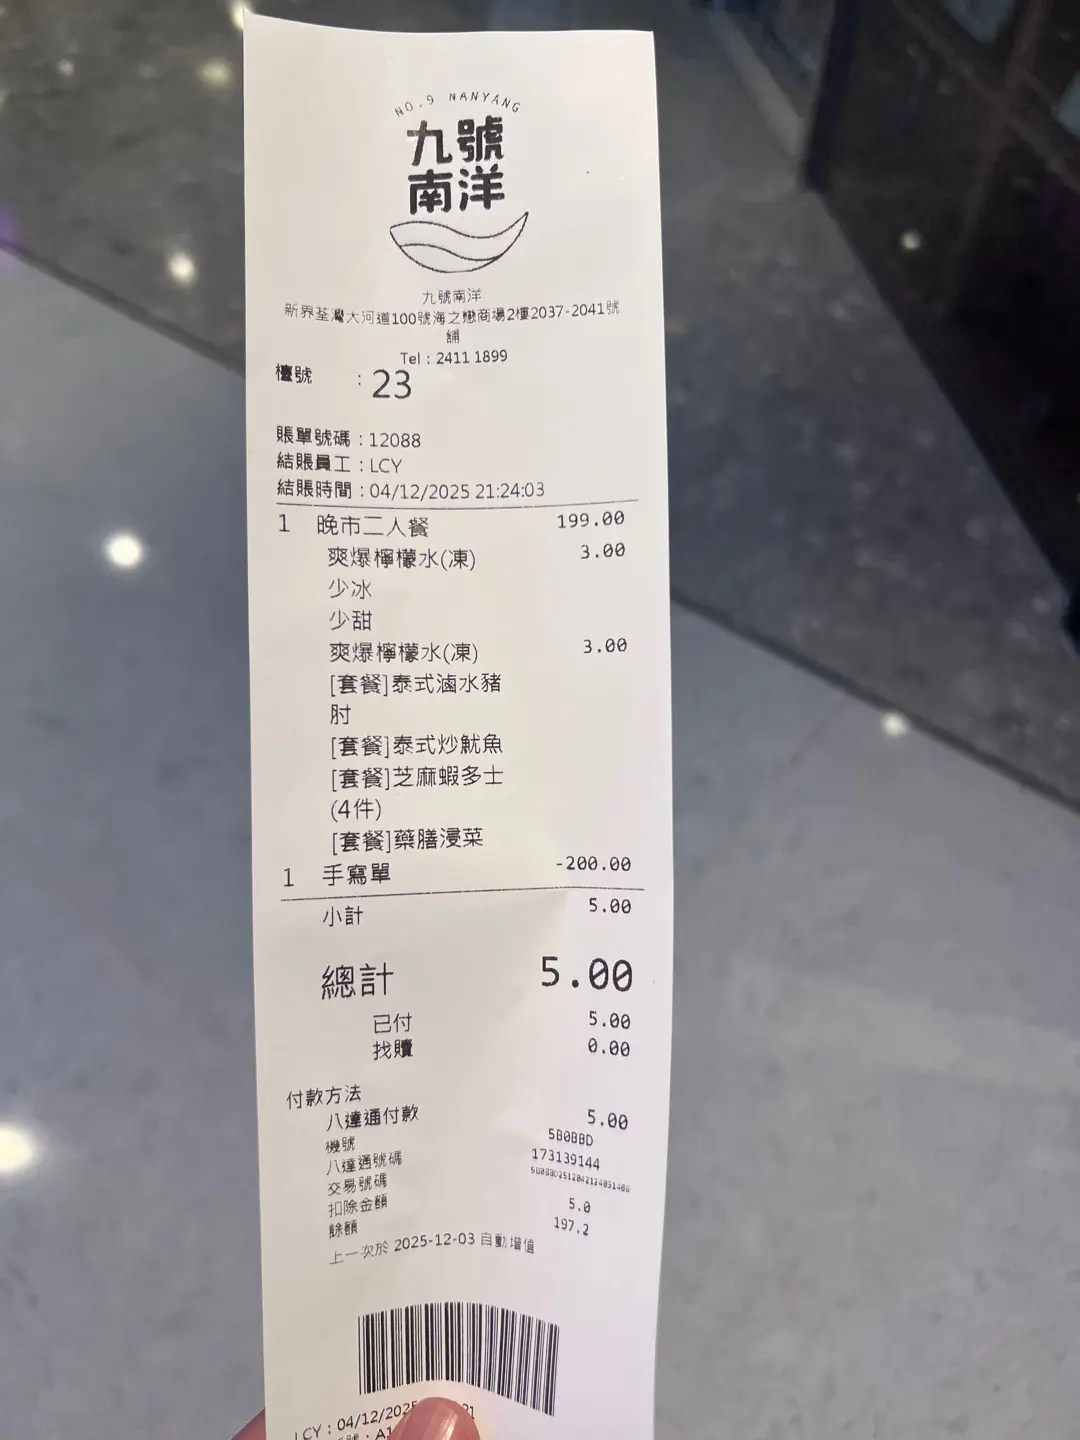 NO.9 NANYANG
九號
南洋
九號南洋
新界荃灣大河道100號海之戀商場2樓2037-2041號
舖
Tel : 2411 1899
檯號 : 23
賬單號碼 : 12088
結賬員工 : LCY
結賬時間 : 04/12/2025 21:24:03
1 晚市二人餐 199.00
爽爆檸檬水(凍) 3.00
少冰
少甜
爽爆檸檬水(凍) 3.00
[套餐]泰式滷水豬
肘
[套餐]泰式炒魷魚
[套餐]芝麻蝦多士
(4件)
[套餐]藥膳浸菜
1 手寫單 -200.00
小計 5.00
總計 5.00
已付 5.00
找贖 0.00
付款方法
八達通付款 5.00
機號 5B0BBD
八達通號碼 173139144
交易號碼
扣除金額 5.0
餘額 197.2
上一次於 2025-12-03 自動增值
LCY : 04/12/2025